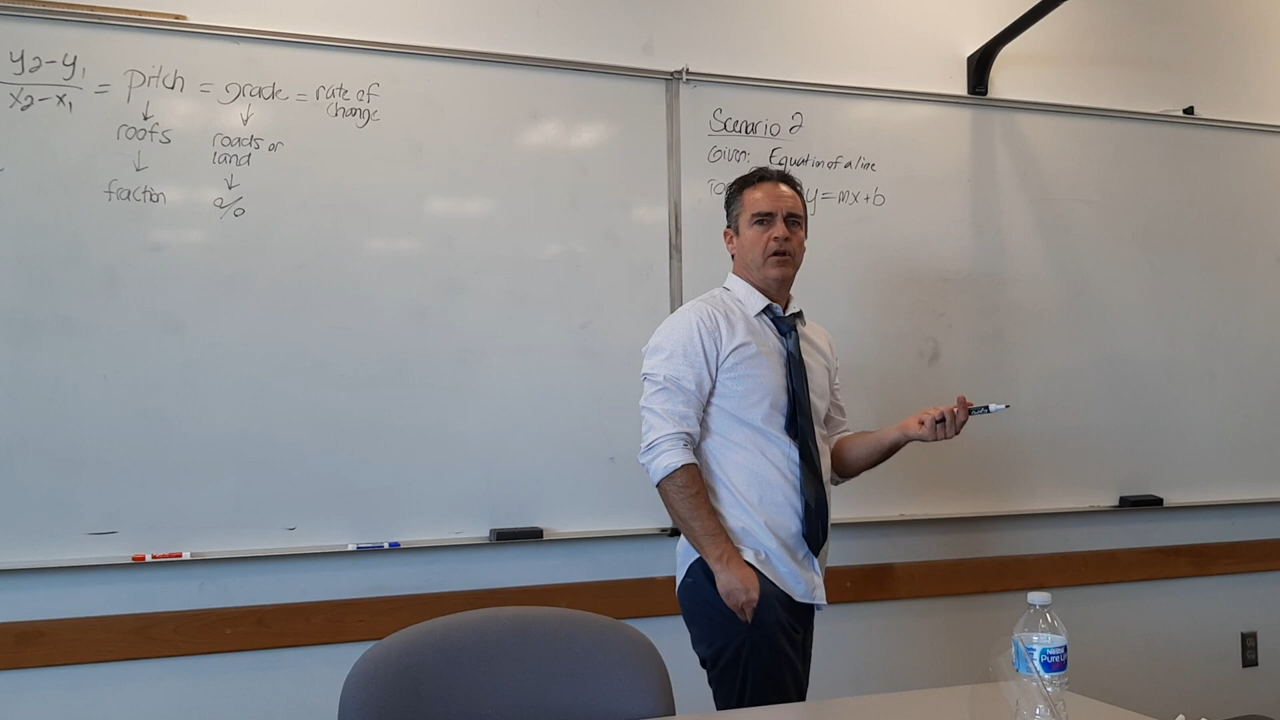 y₂-y₁
x₂-x₁
= pitch = grade = rate of
change
↓ ↓
roofs roads or
land
↓ ↓
fraction %
Scenario 2
Given: Equation of a line
y=mx+b
Nestle
Pure Life